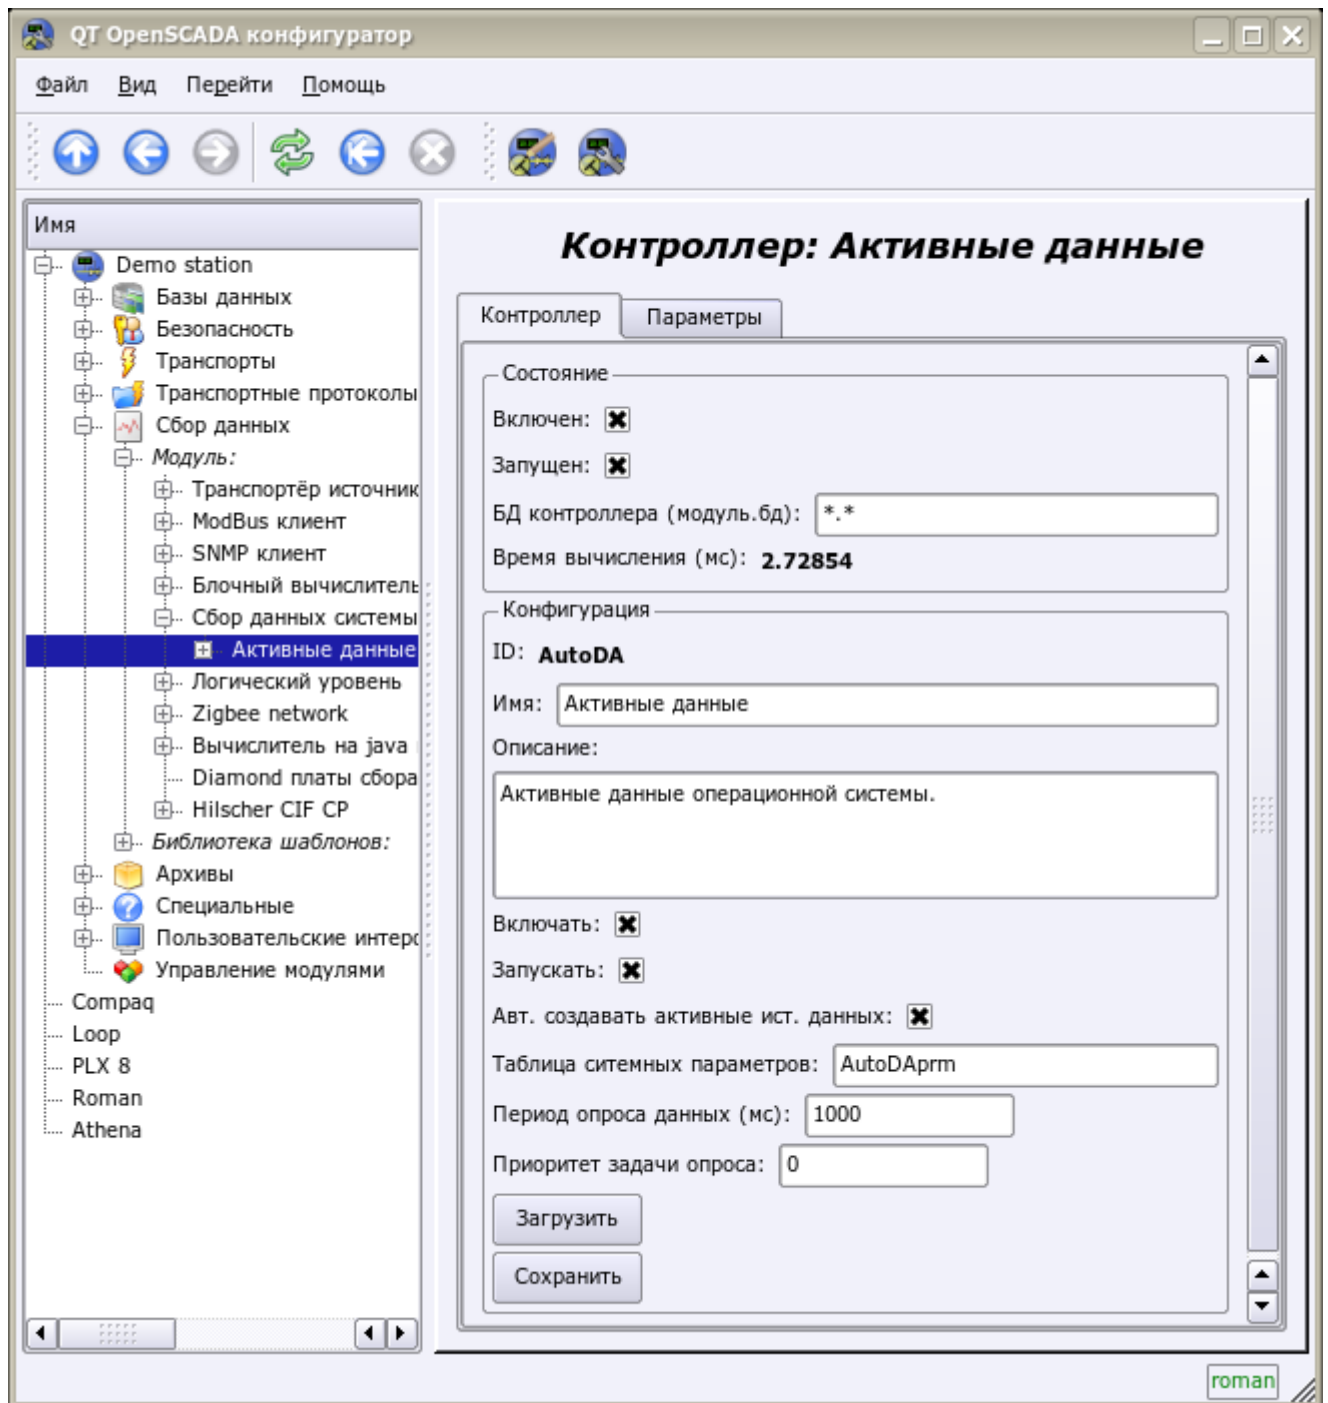 QT OpenSCADA конфигуратор
Файл Вид Перейти Помощь
Имя
Demo station
Базы данных
Безопасность
Транспорты
Транспортные протоколы
Сбор данных
Модуль:
Транспортёр источник
ModBus клиент
SNMP клиент
Блочный вычислитель
Сбор данных системы
Активные данные
Логический уровень
Zigbee network
Вычислитель на java
Diamond платы сбора
Hilscher CIF CP
Библиотека шаблонов:
Архивы
Специальные
Пользовательские интерф
Управление модулями
Compaq
Loop
PLX 8
Roman
Athena
Контроллер: Активные данные
Контроллер Параметры
Состояние
Включен:
Запущен:
БД контроллера (модуль.бд): *.*
Время вычисления (мс): 2.72854
Конфигурация
ID: AutoDA
Имя: Активные данные
Описание:
Активные данные операционной системы.
Включать:
Запускать:
Авт. создавать активные ист. данных:
Таблица ситемных параметров: AutoDAprm
Период опроса данных (мс): 1000
Приоритет задачи опроса: 0
Загрузить
Сохранить
roman